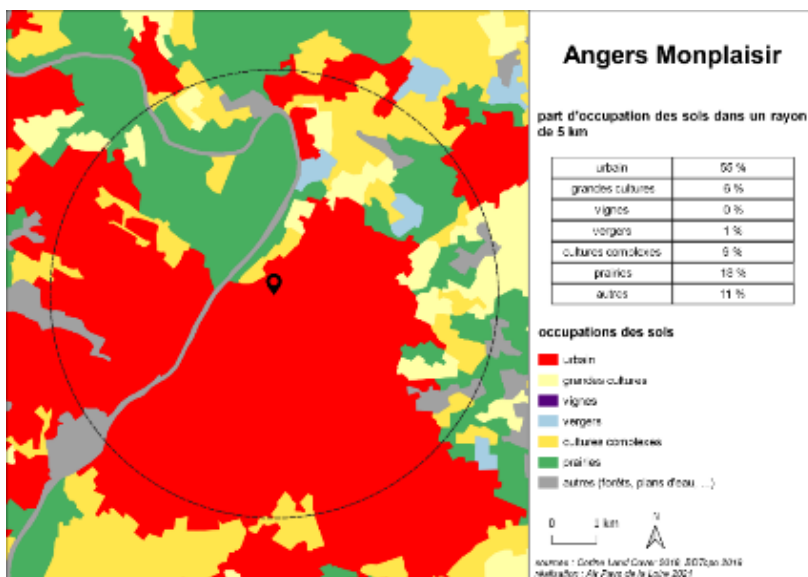 Angers Monplaisir
part d'occupation des sols dans un rayon
de 5 km
urbain 55 %
grandes cultures 6 %
vignes 0 %
vergers 1 %
cultures complexes 9 %
prairies 18 %
autres 11 %
occupations des sols
urbain
grandes cultures
vignes
vergers
cultures complexes
prairies
autres (forêts, plans d'eau, ...)
N
0 1 km
sources : Corine Land Cover 2018, BDTopo 2019
réalisation : Air Pays de la Loire 2021